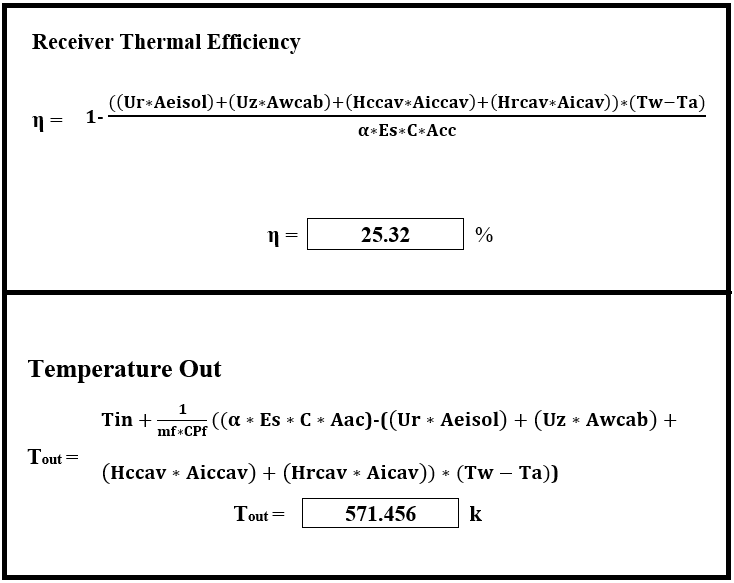 Receiver Thermal Efficiency
((Ur*Aeisol)+(Uz*Awcab)+(Hccav*Aiccav)+(Hrcav*Aicav))*(Tw−Ta)
η = 1-
α*Es*C*Acc
η = 25.32 %
Temperature Out
Tin + 1/mf*CPf ((α * Es * C * Aac)-((Ur * Aeisol) + (Uz * Awcab) +
Tout =
(Hccav * Aiccav) + (Hrcav * Aicav)) * (Tw − Ta))
Tout = 571.456 k